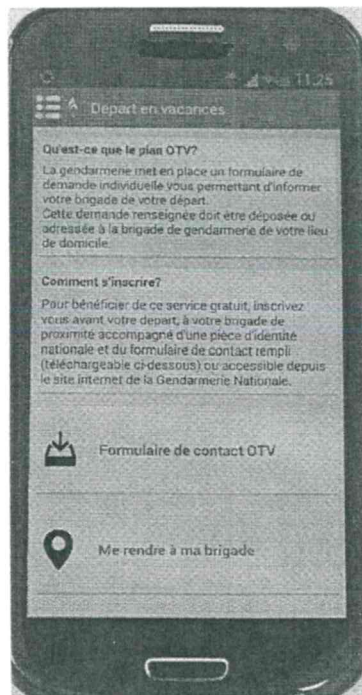 11:25
Départ en vacances
Qu'est-ce que le plan OTV?
La gendarmerie met en place un formulaire de
demande individuelle vous permettant d'informer
votre brigade de votre départ.
Cette demande renseignée doit être déposée ou
adressée à la brigade de gendarmerie de votre lieu
de domicile.
Comment s'inscrire?
Pour bénéficier de ce service gratuit, inscrivez
vous avant votre départ, à votre brigade de
proximité accompagné d'une pièce d'identité
nationale et du formulaire de contact rempli
(téléchargeable ci-dessous) ou accessible depuis
le site internet de la Gendarmerie Nationale.
Formulaire de contact OTV
Me rendre à ma brigade